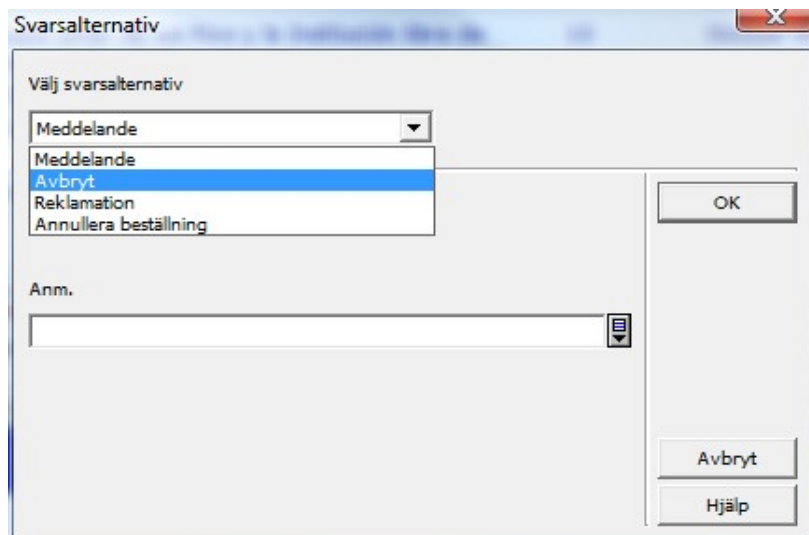 Svarsalternativ
Välj svarsalternativ
Meddelande
Meddelande
Avbryt
Reklamation
Annullera beställning
OK
Anm.
Avbryt
Hjälp